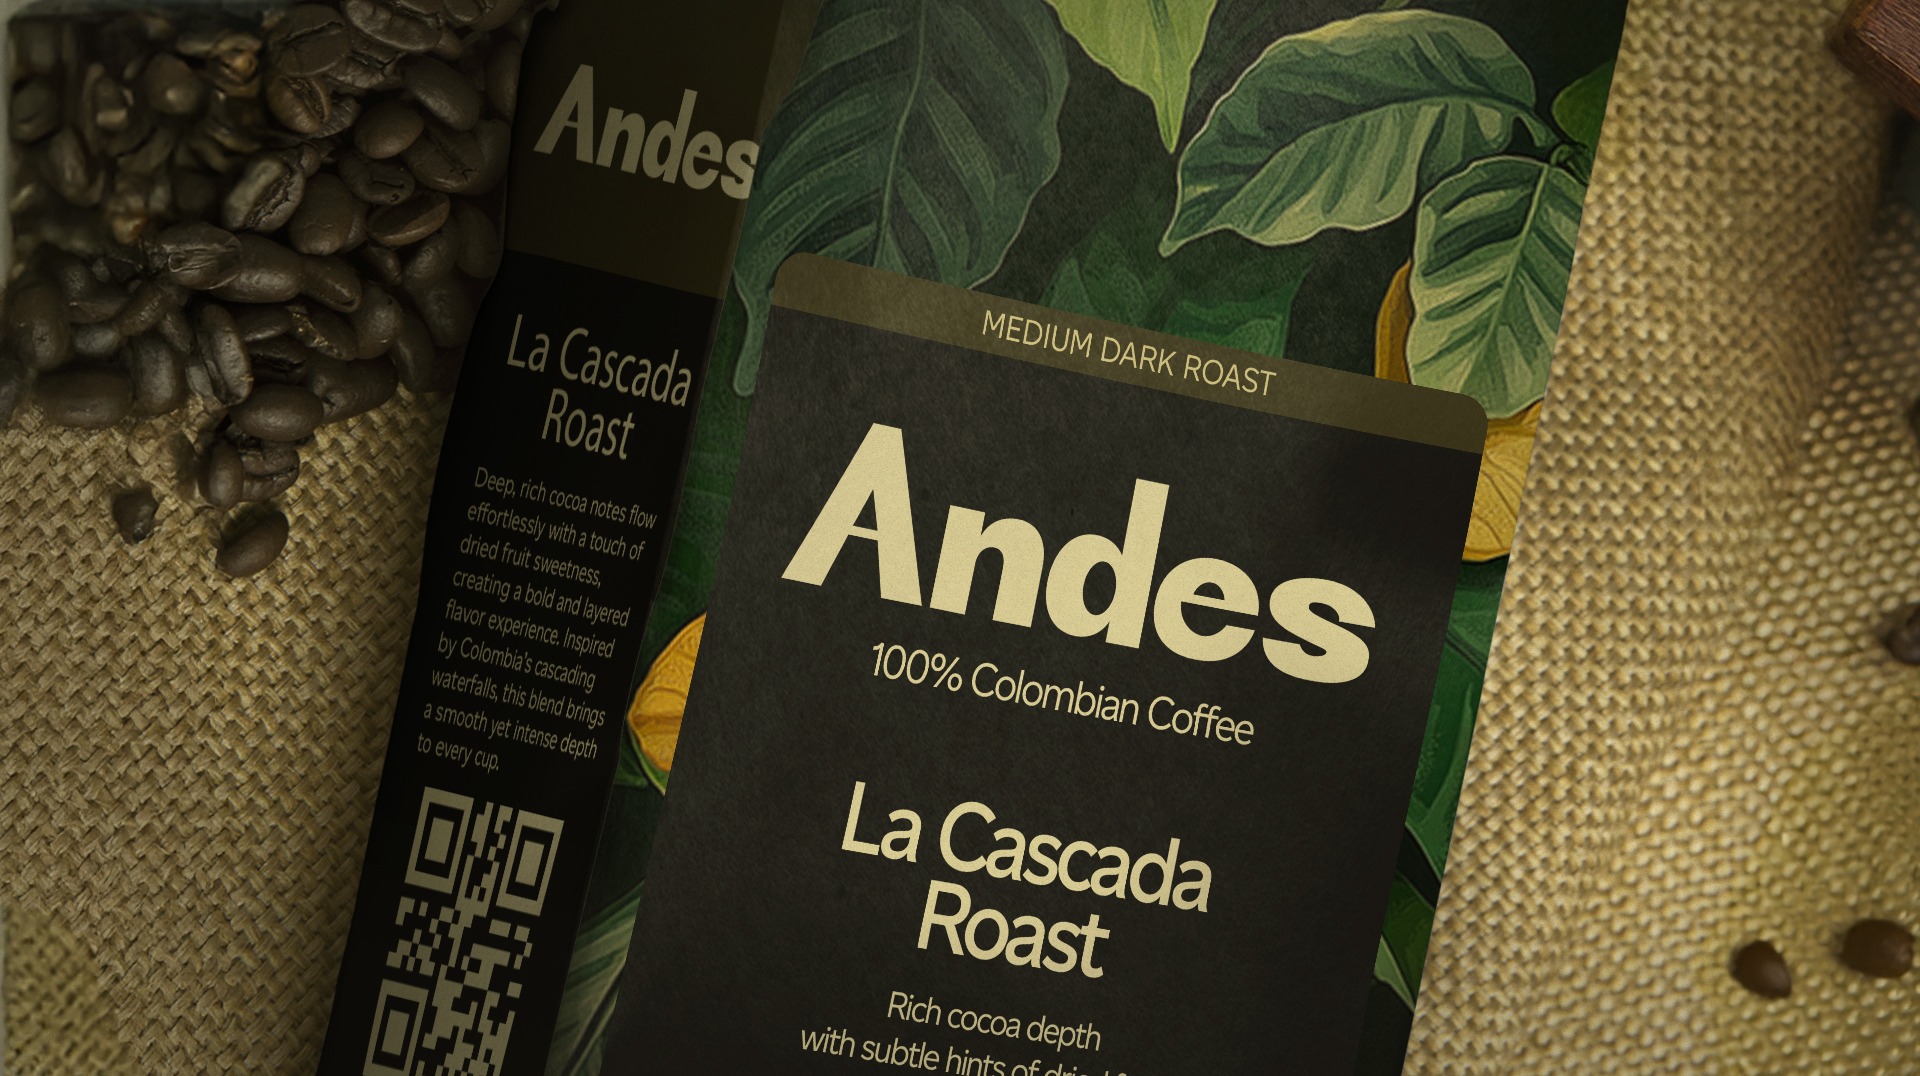 Andes
La Cascada
Roast
Deep, rich cocoa notes flow
effortlessly with a touch of
dried fruit sweetness,
creating a bold and layered
flavor experience. Inspired
by Colombia's cascading
waterfalls, this blend brings
a smooth yet intense depth
to every cup.
MEDIUM DARK ROAST
Andes
100% Colombian Coffee
La Cascada
Roast
Rich cocoa depth
with subtle hints of